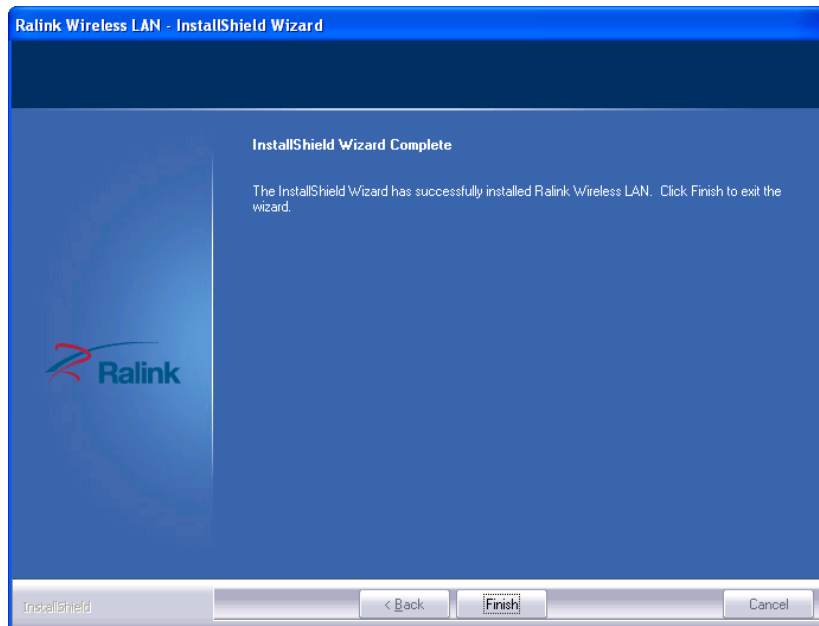 Ralink Wireless LAN - InstallShield Wizard
InstallShield Wizard Complete
The InstallShield Wizard has successfully installed Ralink Wireless LAN. Click Finish to exit the
wizard.
Ralink
InstallShield
< Back
Finish
Cancel